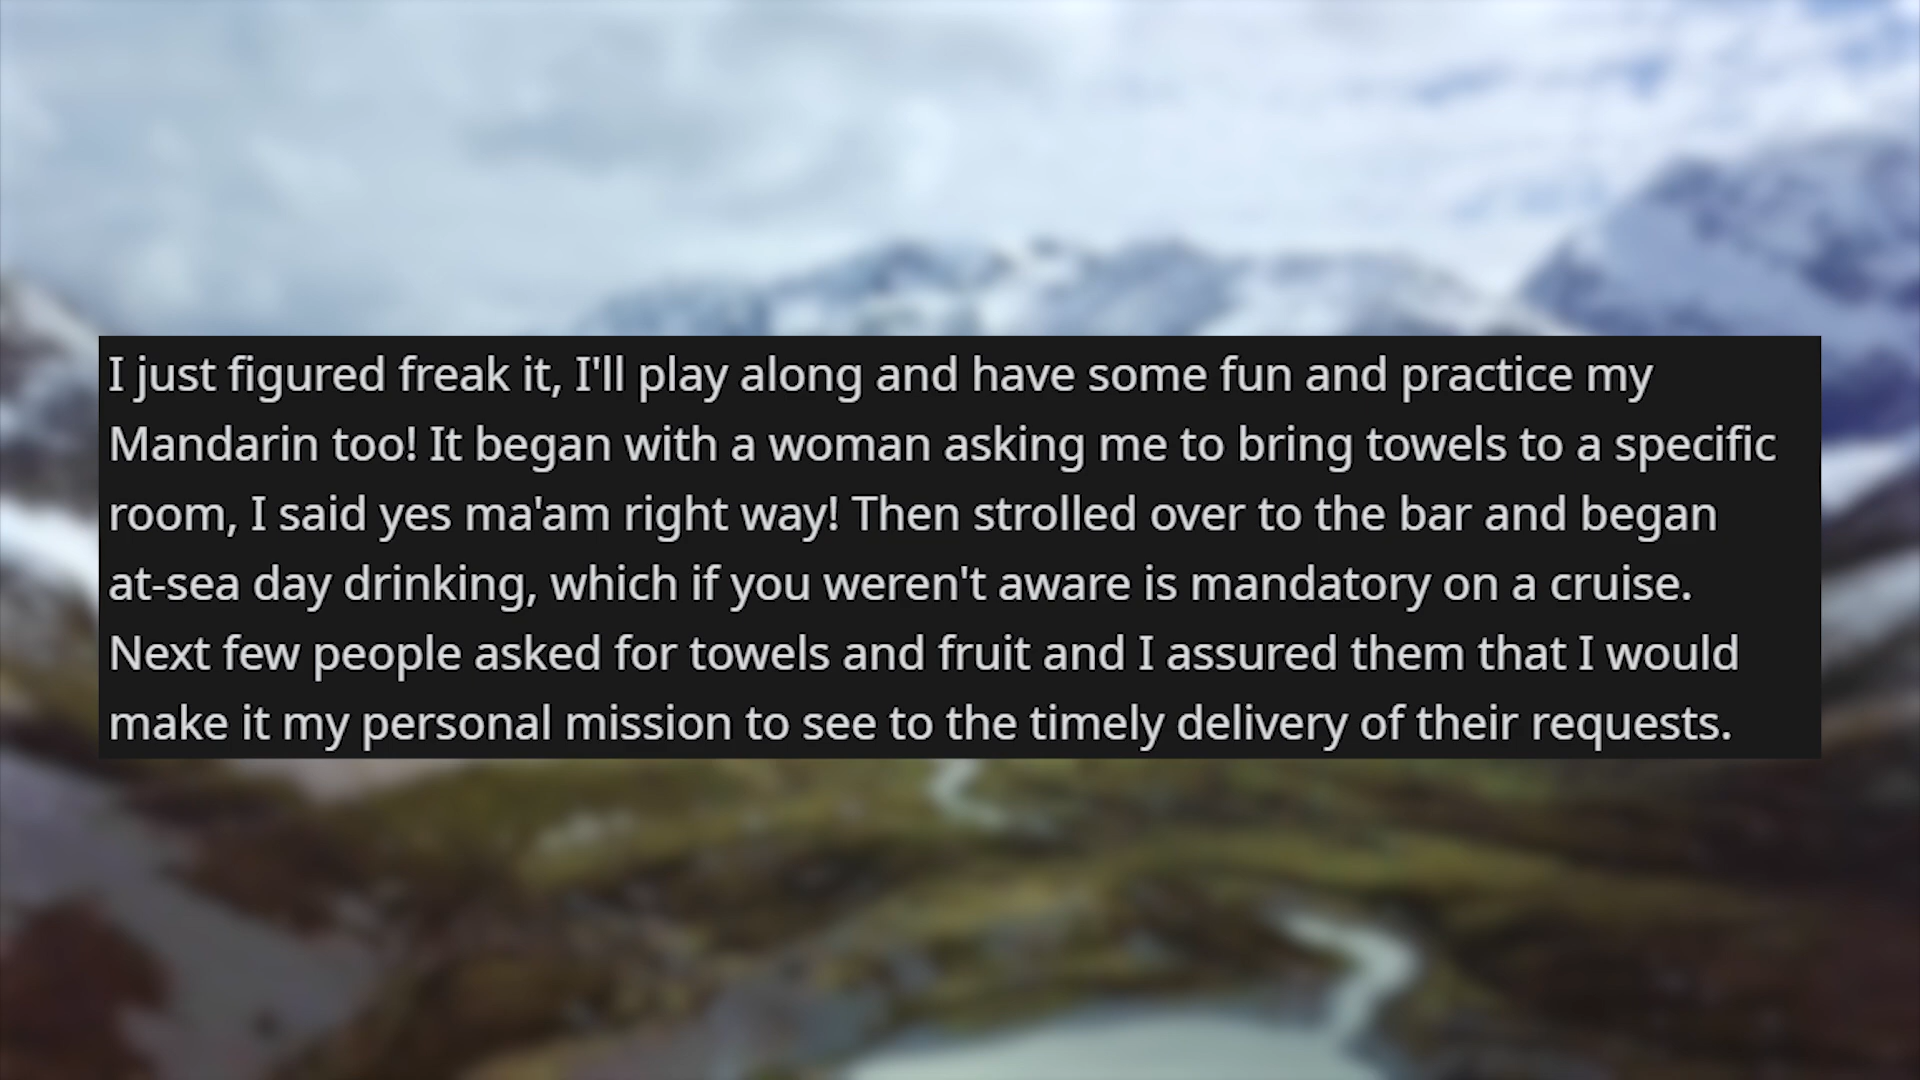 I just figured freak it, I'll play along and have some fun and practice my
Mandarin too! It began with a woman asking me to bring towels to a specific
room, I said yes ma'am right way! Then strolled over to the bar and began
at-sea day drinking, which if you weren't aware is mandatory on a cruise.
Next few people asked for towels and fruit and I assured them that I would
make it my personal mission to see to the timely delivery of their requests.